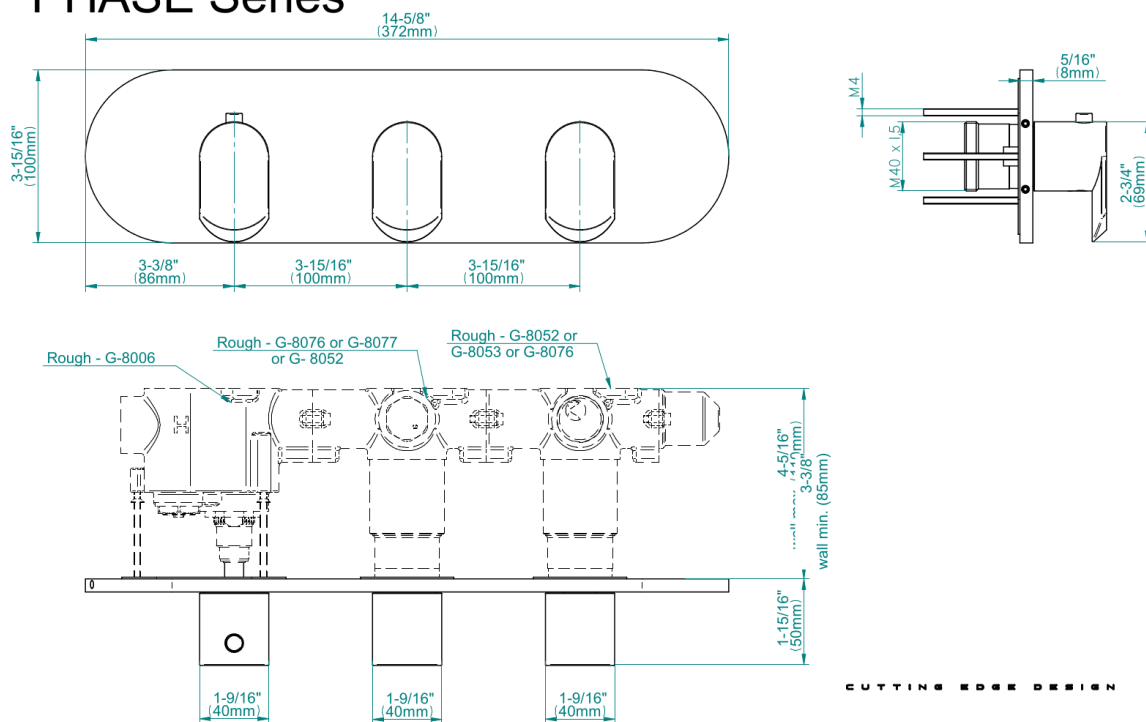 PHASE Series
14-5/8"
(372mm)
3-15/16"
(100mm)
3-3/8"
(86mm)
3-15/16"
(100mm)
3-15/16"
(100mm)
5/16"
(8mm)
M4
M40 x 1,5
2-3/4"
(69mm)
Rough - G-8006
Rough - G-8076 or G-8077
or G- 8052
Rough - G-8052 or
G-8053 or G-8076
4-5/16"
3-3/8"
wall min. (85mm)
1-15/16"
(50mm)
1-9/16"
(40mm)
1-9/16"
(40mm)
1-9/16"
(40mm)
CUTTING EDGE DESIGN